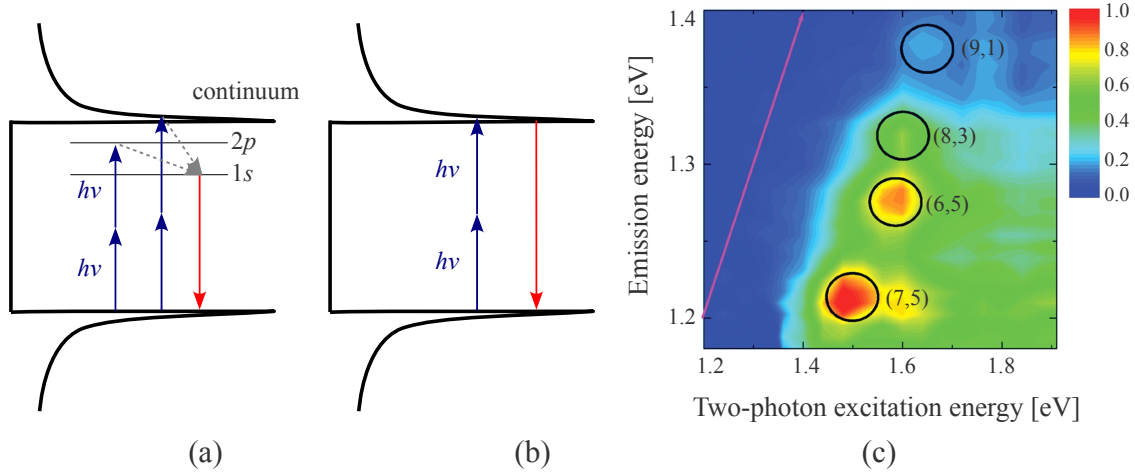 continuum
2p
1s
hν
hν
(a)
hν
hν
(b)
Emission energy [eV]
1.4
1.3
1.2
(9,1)
(8,3)
(6,5)
(7,5)
1.2
1.4
1.6
1.8
Two-photon excitation energy [eV]
1.0
0.8
0.6
0.4
0.2
0.0
(c)